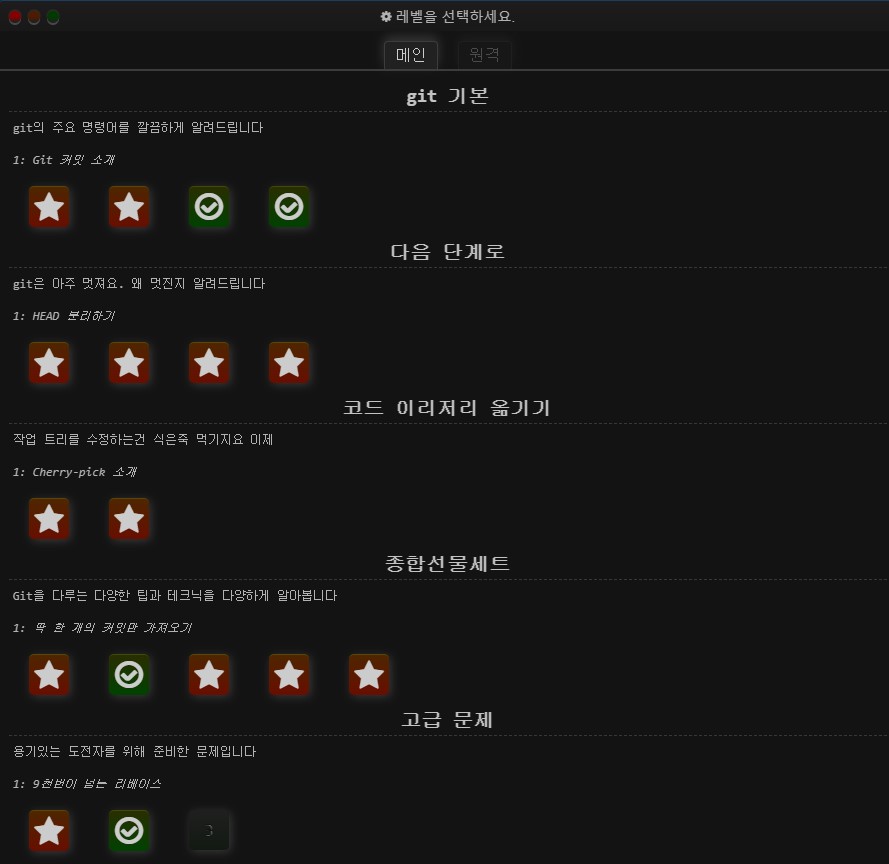 레벨을 선택하세요.
메인 원격
git 기본
git의 주요 명령어를 깔끔하게 알려드립니다
1: Git 커밋 소개
다음 단계로
git은 아주 멋져요. 왜 멋진지 알려드립니다
1: HEAD 분리하기
코드 이리저리 옮기기
작업 트리를 수정하는건 식은죽 먹기지요 이제
1: Cherry-pick 소개
종합선물세트
Git을 다루는 다양한 팁과 테크닉을 다양하게 알아봅니다
1: 딱 한 개의 커밋만 가져오기
고급 문제
용기있는 도전자를 위해 준비한 문제입니다
1: 9천번이 넘는 리베이스
3